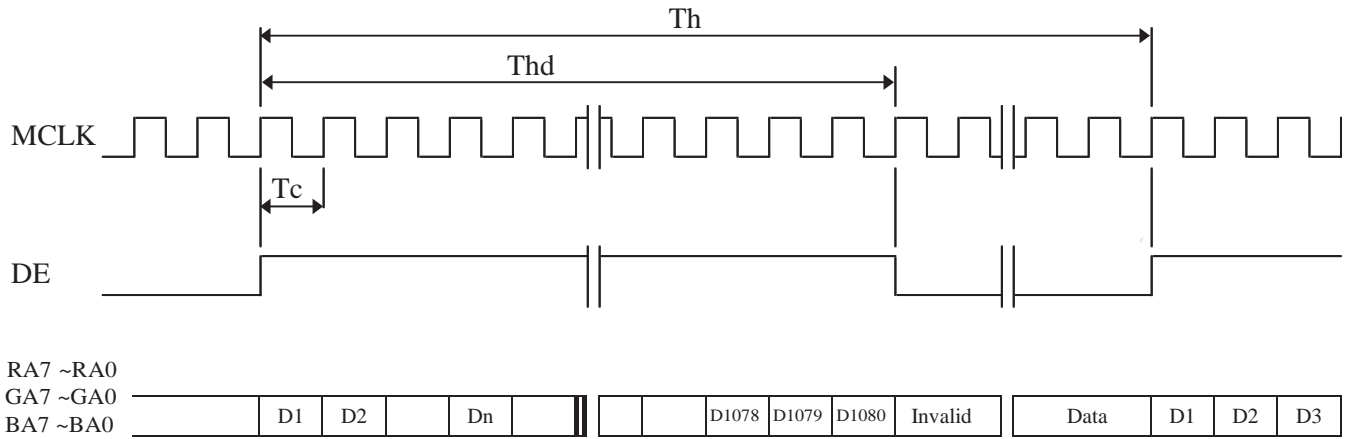 Th
Thd
MCLK
Tc
DE
RA7 ~RA0
GA7 ~GA0
BA7 ~BA0
D1 D2 Dn D1078 D1079 D1080 Invalid Data D1 D2 D3